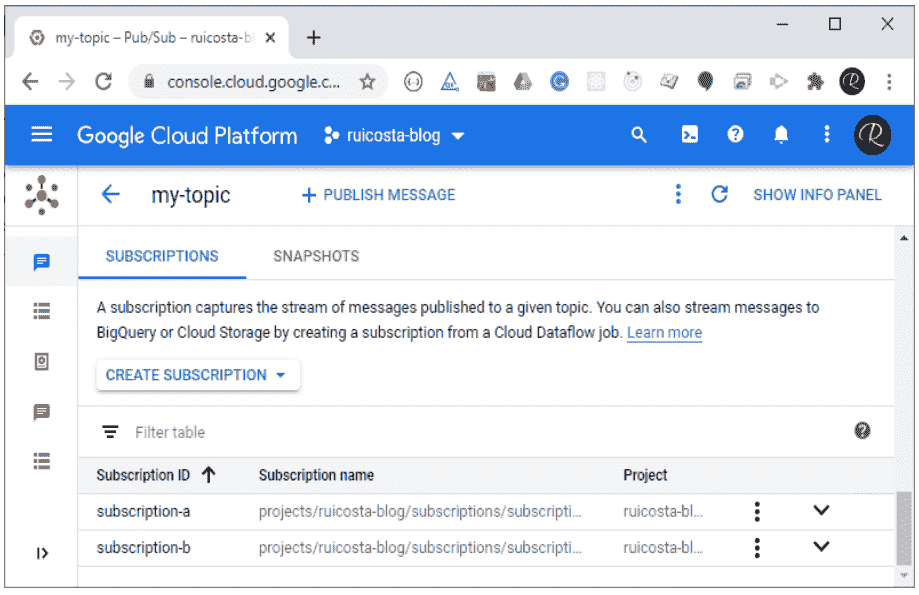 my-topic – Pub/Sub – ruicosta-bl
console.cloud.google.c...
Google Cloud Platform ruicosta-blog
my-topic PUBLISH MESSAGE SHOW INFO PANEL
SUBSCRIPTIONS SNAPSHOTS
A subscription captures the stream of messages published to a given topic. You can also stream messages to
BigQuery or Cloud Storage by creating a subscription from a Cloud Dataflow job. Learn more
CREATE SUBSCRIPTION
Filter table
Subscription ID Subscription name Project
subscription-a projects/ruicosta-blog/subscriptions/subscripti... ruicosta-bl...
subscription-b projects/ruicosta-blog/subscriptions/subscripti... ruicosta-bl...